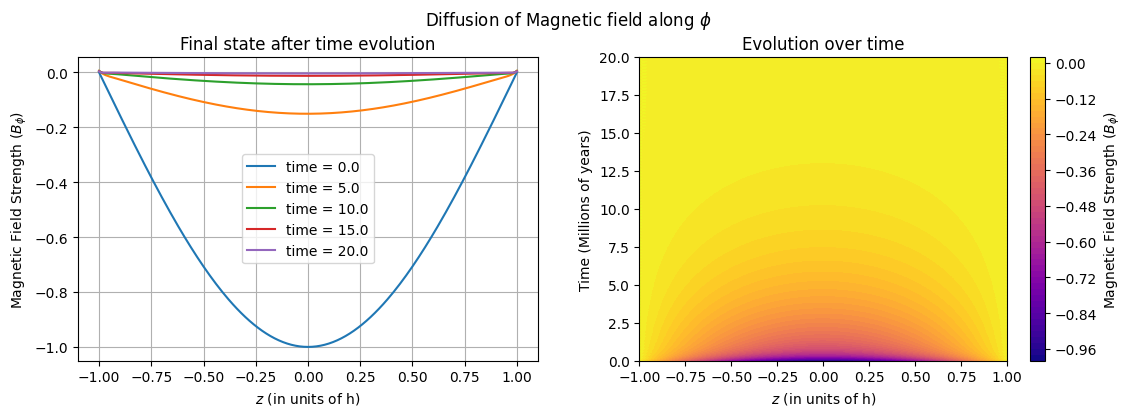 Diffusion of Magnetic field along ϕ
Final state after time evolution
Magnetic Field Strength (B_ϕ)
0.0
−0.2
−0.4
−0.6
−0.8
−1.0
time = 0.0
time = 5.0
time = 10.0
time = 15.0
time = 20.0
−1.00 −0.75 −0.50 −0.25 0.00 0.25 0.50 0.75 1.00
z (in units of h)
Evolution over time
Time (Millions of years)
20.0
17.5
15.0
12.5
10.0
7.5
5.0
2.5
0.0
−1.00 −0.75 −0.50 −0.25 0.00 0.25 0.50 0.75 1.00
z (in units of h)
0.00
−0.12
−0.24
−0.36
−0.48
−0.60
−0.72
−0.84
−0.96
Magnetic Field Strength (B_ϕ)